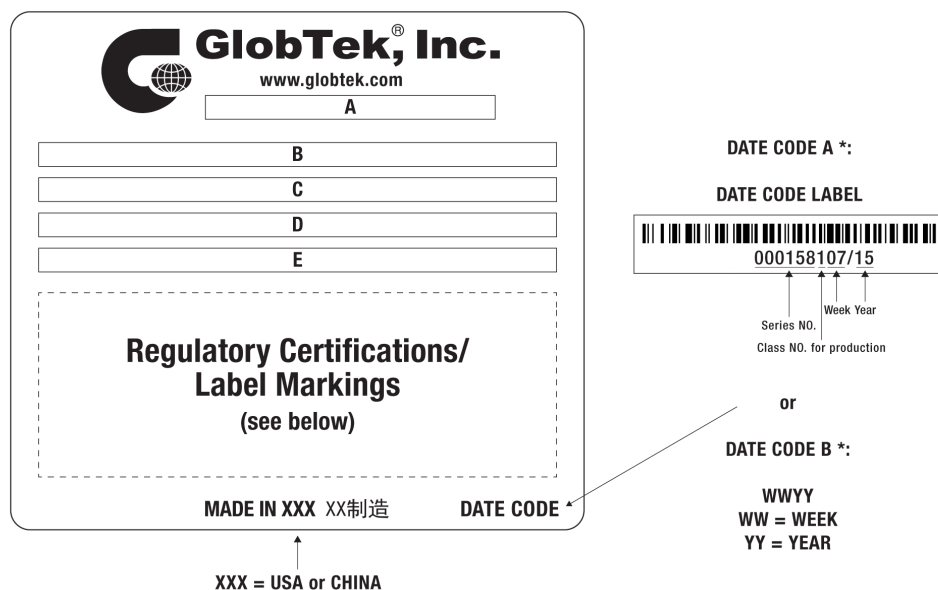 GlobTek,® Inc.
www.globtek.com
A
B
C
D
E
Regulatory Certifications/
Label Markings
(see below)
MADE IN XXX XX制造
DATE CODE
XXX = USA or CHINA
DATE CODE A *:
DATE CODE LABEL
000158107/15
Week Year
Series NO.
Class NO. for production
or
DATE CODE B *:
WWYY
WW = WEEK
YY = YEAR